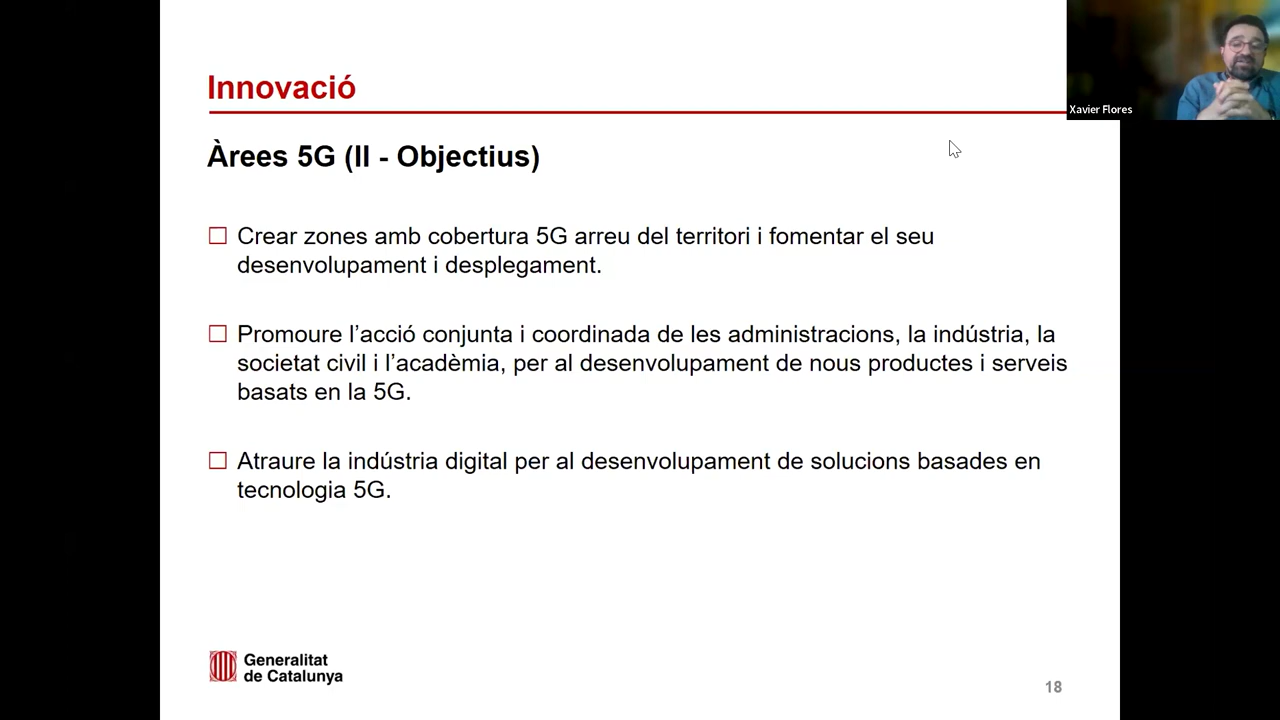 Innovació
Xavier Flores
Àrees 5G (II - Objectius)
Crear zones amb cobertura 5G arreu del territori i fomentar el seu
desenvolupament i desplegament.
Promoure l’acció conjunta i coordinada de les administracions, la indústria, la
societat civil i l’acadèmia, per al desenvolupament de nous productes i serveis
basats en la 5G.
Atraure la indústria digital per al desenvolupament de solucions basades en
tecnologia 5G.
Generalitat
de Catalunya
18